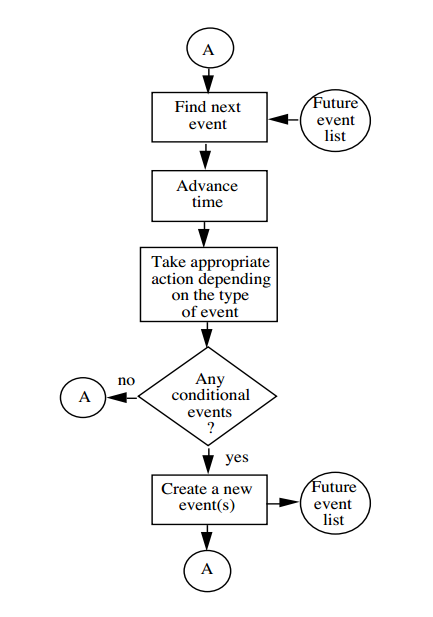 A
Find next
event
Future
event
list
Advance
time
Take appropriate
action depending
on the type
of event
no
A
Any
conditional
events
?
yes
Create a new
event(s)
Future
event
list
A